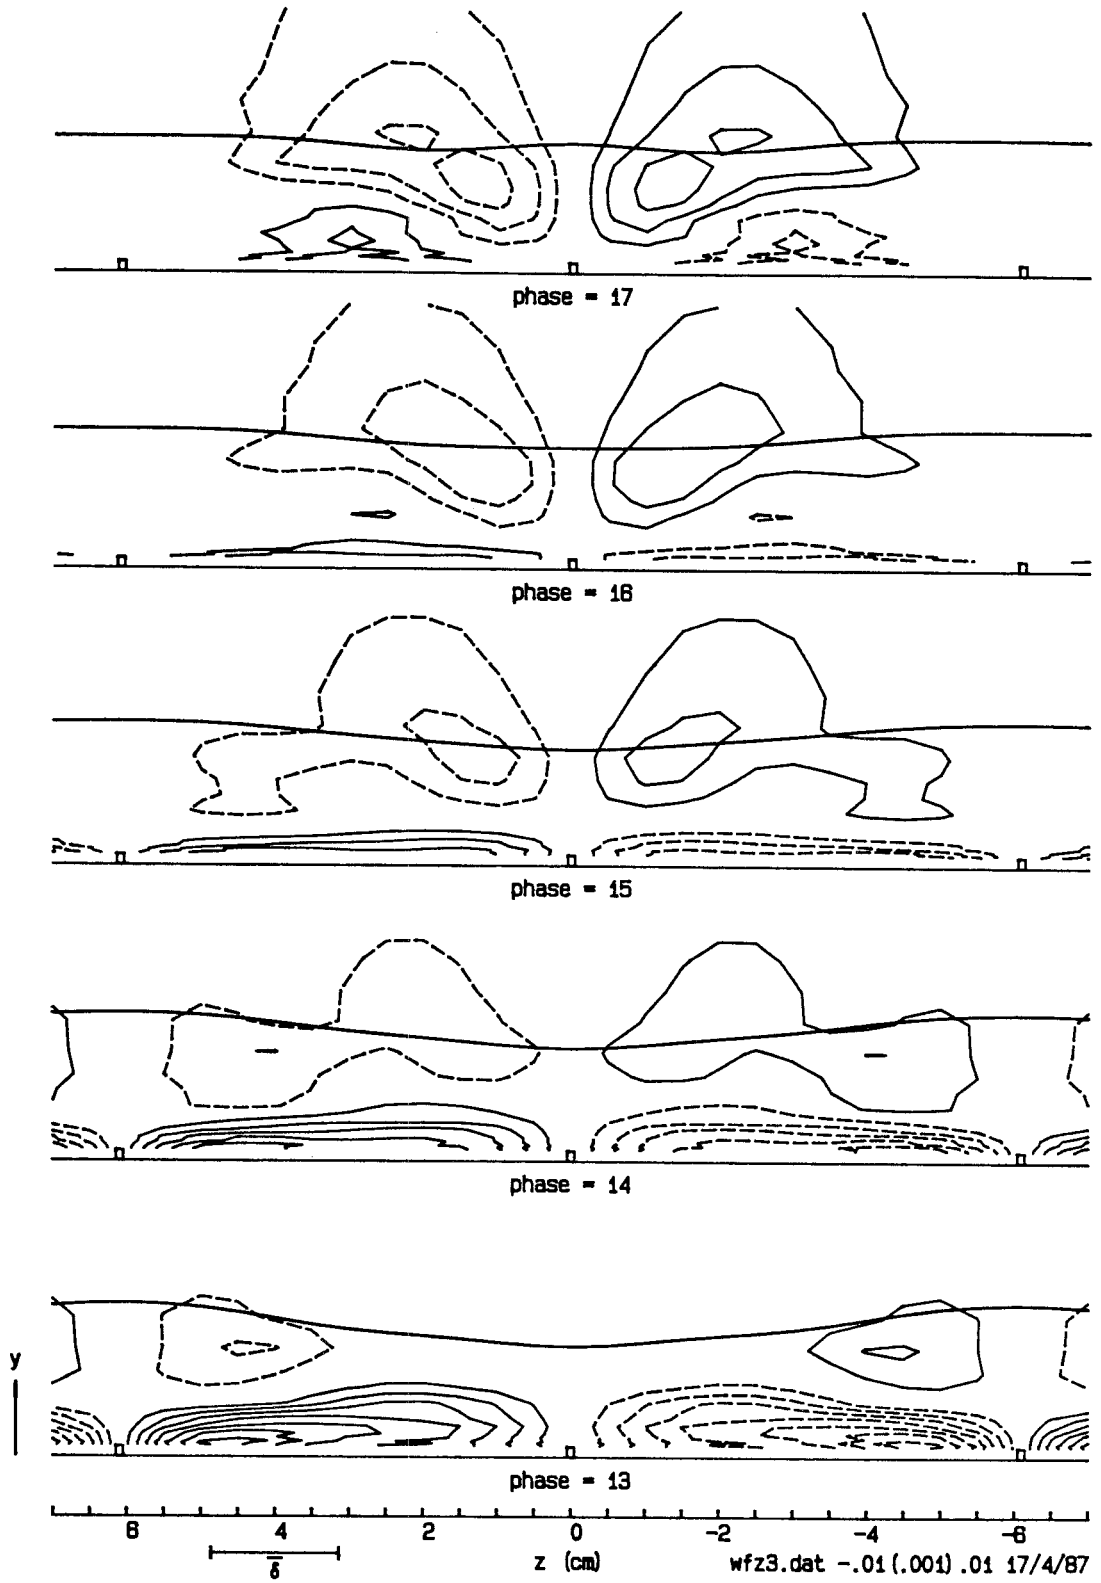 phase = 17
phase = 16
phase = 15
phase = 14
y
phase = 13
6 4 2 0 -2 -4 -6
δ̅ z (cm) wfz3.dat -.01(.001).01 17/4/87